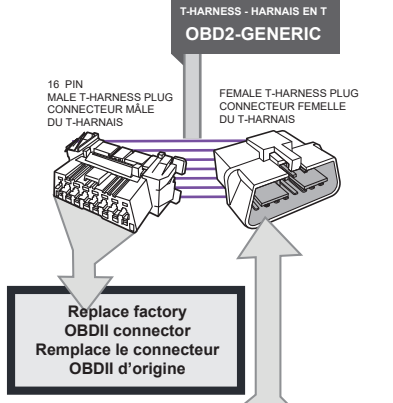 T-HARNESS - HARNAIS EN T
OBD2-GENERIC
16 PIN
MALE T-HARNESS PLUG
CONNECTEUR MÂLE
DU T-HARNAIS
FEMALE T-HARNESS PLUG
CONNECTEUR FEMELLE
DU T-HARNAIS
Replace factory
OBDII connector
Remplace le connecteur
OBDII d'origine